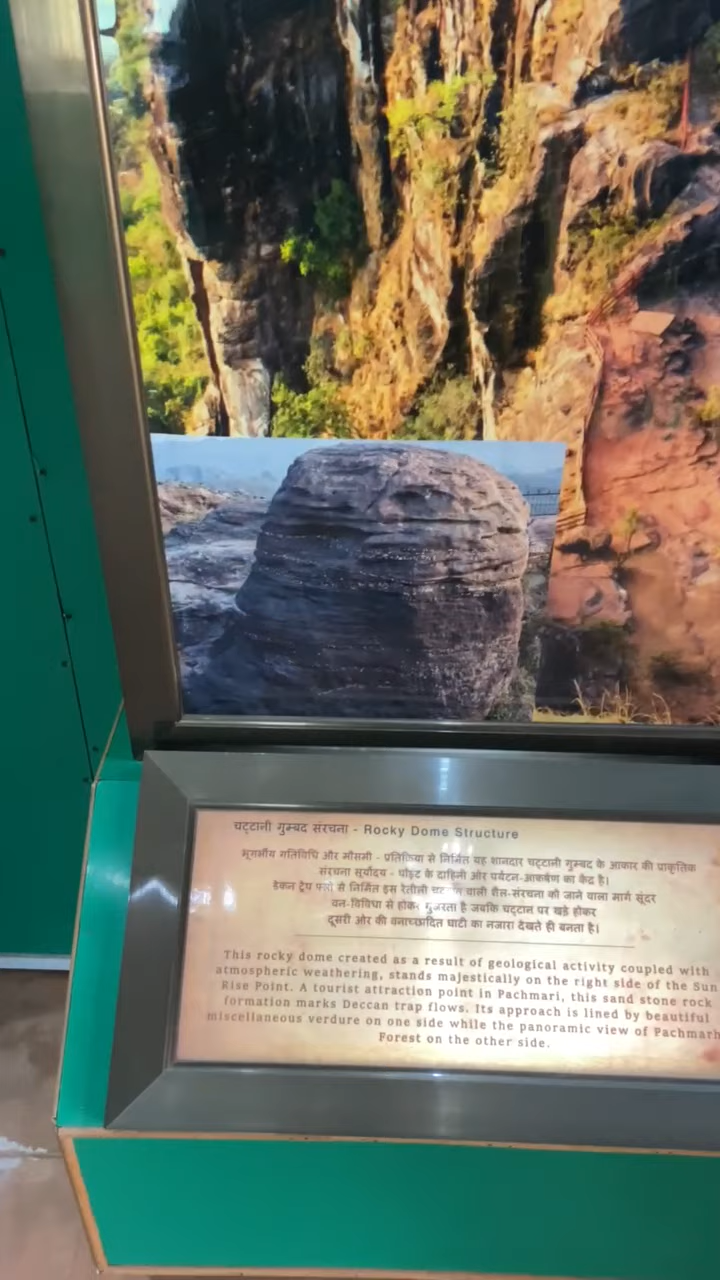 चट्टानी गुम्बद संरचना - Rocky Dome Structure
भूगर्भीय गतिविधि और मौसमी - प्रतिक्रिया से निर्मित यह शानदार चट्टानी गुम्बद के आकार की प्राकृतिक
संरचना सूर्योदय - पॉइंट के दाहिनी ओर पर्यटन-आकर्षण का केंद्र है।
डेकन ट्रेप फ्लो से निर्मित इस रेतीली वाली शैल-संरचना को जाने वाला मार्ग सुंदर
वन-विविधा से होकर गुजरता है जबकि चट्टान पर खड़े होकर
दूसरी ओर की वनाच्छादित घाटी का नजारा देखते ही बनता है।
This rocky dome created as a result of geological activity coupled with
atmospheric weathering, stands majestically on the right side of the Sun
Rise Point. A tourist attraction point in Pachmari, this sand stone rock
formation marks Deccan trap flows. Its approach is lined by beautiful
miscellaneous verdure on one side while the panoramic view of Pachmarh
Forest on the other side.